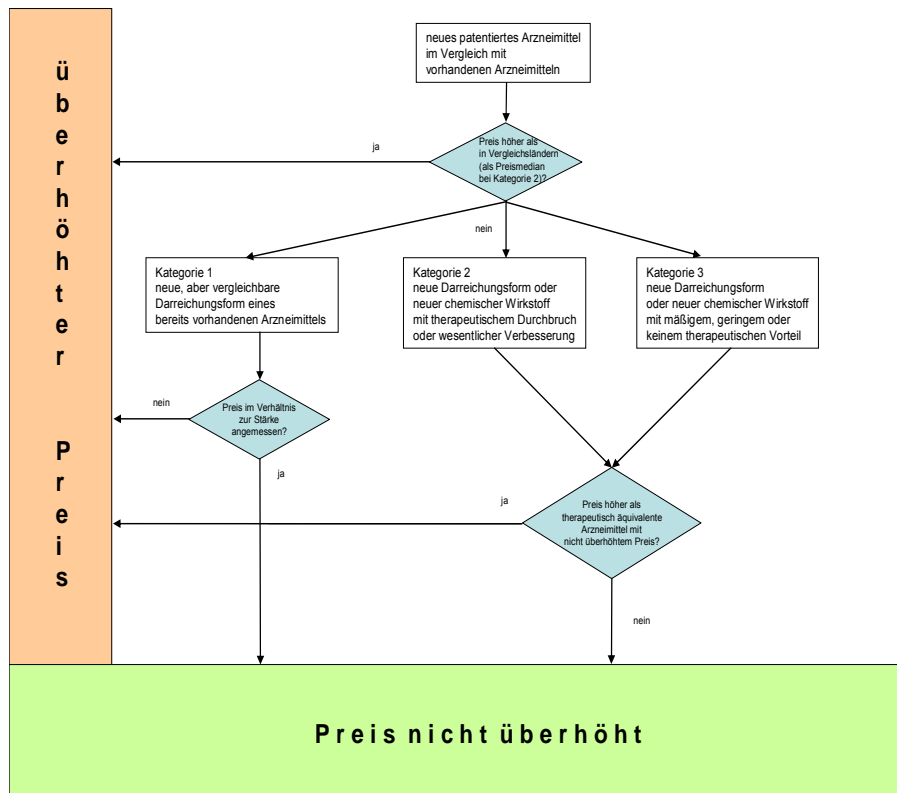 überhöhter Preis
neues patentiertes Arzneimittel
im Vergleich mit
vorhandenen Arzneimitteln
Preis höher als
in Vergleichsländern
(als Preismedian
bei Kategorie 2)?
ja
nein
Kategorie 1
neue, aber vergleichbare
Darreichungsform eines
bereits vorhandenen Arzneimittels
Kategorie 2
neue Darreichungsform oder
neuer chemischer Wirkstoff
mit therapeutischem Durchbruch
oder wesentlicher Verbesserung
Kategorie 3
neue Darreichungsform
oder neuer chemischer Wirkstoff
mit mäßigem, geringem oder
keinem therapeutischen Vorteil
Preis im Verhältnis
zur Stärke
angemessen?
nein
ja
Preis höher als
therapeutisch äquivalente
Arzneimittel mit
nicht überhöhtem Preis?
ja
nein
Preis nicht überhöht